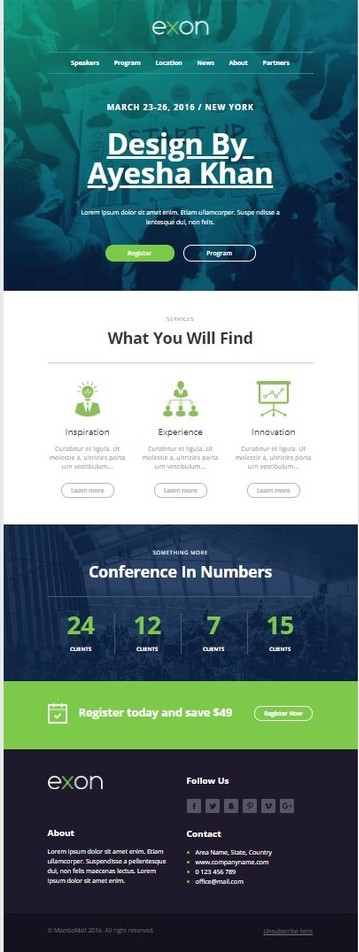 exon
Speakers Program Location News About Partners
MARCH 23-26, 2016 / NEW YORK
START UP
Design By
Ayesha Khan
Lorem ipsum dolor sit amet enim. Etiam ullamcorper. Suspe ndisse a
lentesque dui, non felis.
Register Program
SERVICES
What You Will Find
Inspiration Experience Innovation
Curabitur et ligula. Ut
molestie a, ultricies porta
urn vestibulum...
Curabitur et ligula. Ut
molestie a, ultricies porta
urn vestibulum...
Curabitur et ligula. Ut
molestie a, ultricies porta
urn vestibulum...
Learn more Learn more Learn more
SOMETHING MORE
Conference In Numbers
24 12 7 15
CLIENTS CLIENTS CLIENTS CLIENTS
Register today and save $49 Register Now
exon
Follow Us
About
Lorem ipsum dolor sit amet enim. Etiam
ullamcorper. Suspendisse a pellentesque
dui, non felis maecenas lectus. Lorem
ipsum dolor sit amet enim.
Contact
Area Name, State, Country
www.companyname.com
0 123 456 789
office@mail.com
© MaestoMail 2016. All right reserved. Unsubscribe here